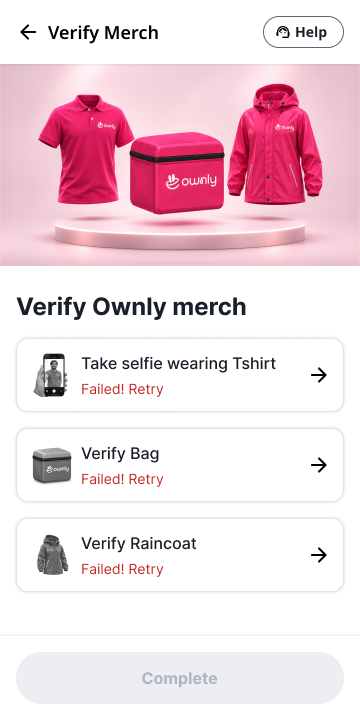 Verify Merch
Help
ownly
ownly
ownly
Verify Ownly merch
Take selfie wearing Tshirt
Failed! Retry
ownly
Verify Bag
Failed! Retry
Verify Raincoat
Failed! Retry
Complete